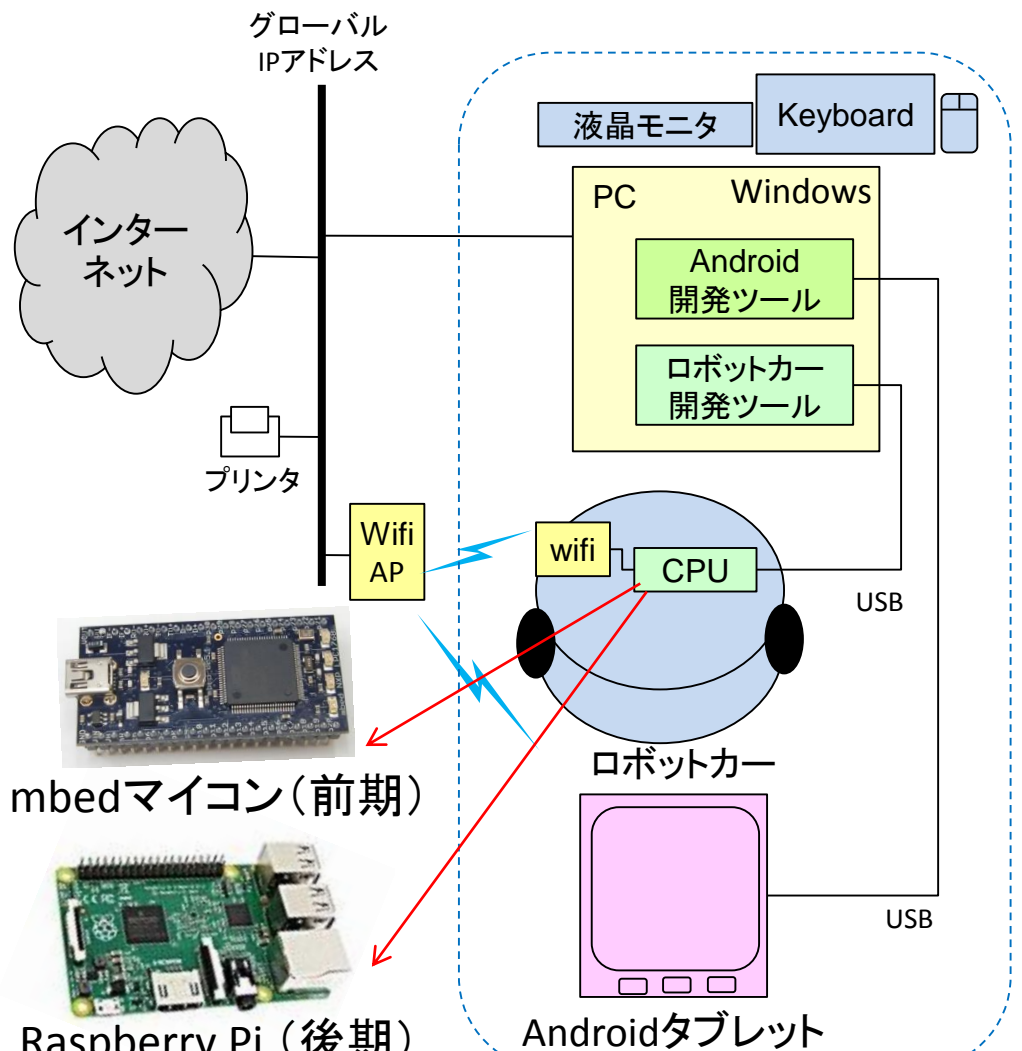 グローバル
IPアドレス
液晶モニタ
Keyboard
PC
Windows
インター
ネット
Android
開発ツール
ロボットカー
開発ツール
プリンタ
Wifi
AP
wifi
CPU
USB
ロボットカー
mbedマイコン（前期）
USB
Androidタブレット
Raspberry Pi（後期）